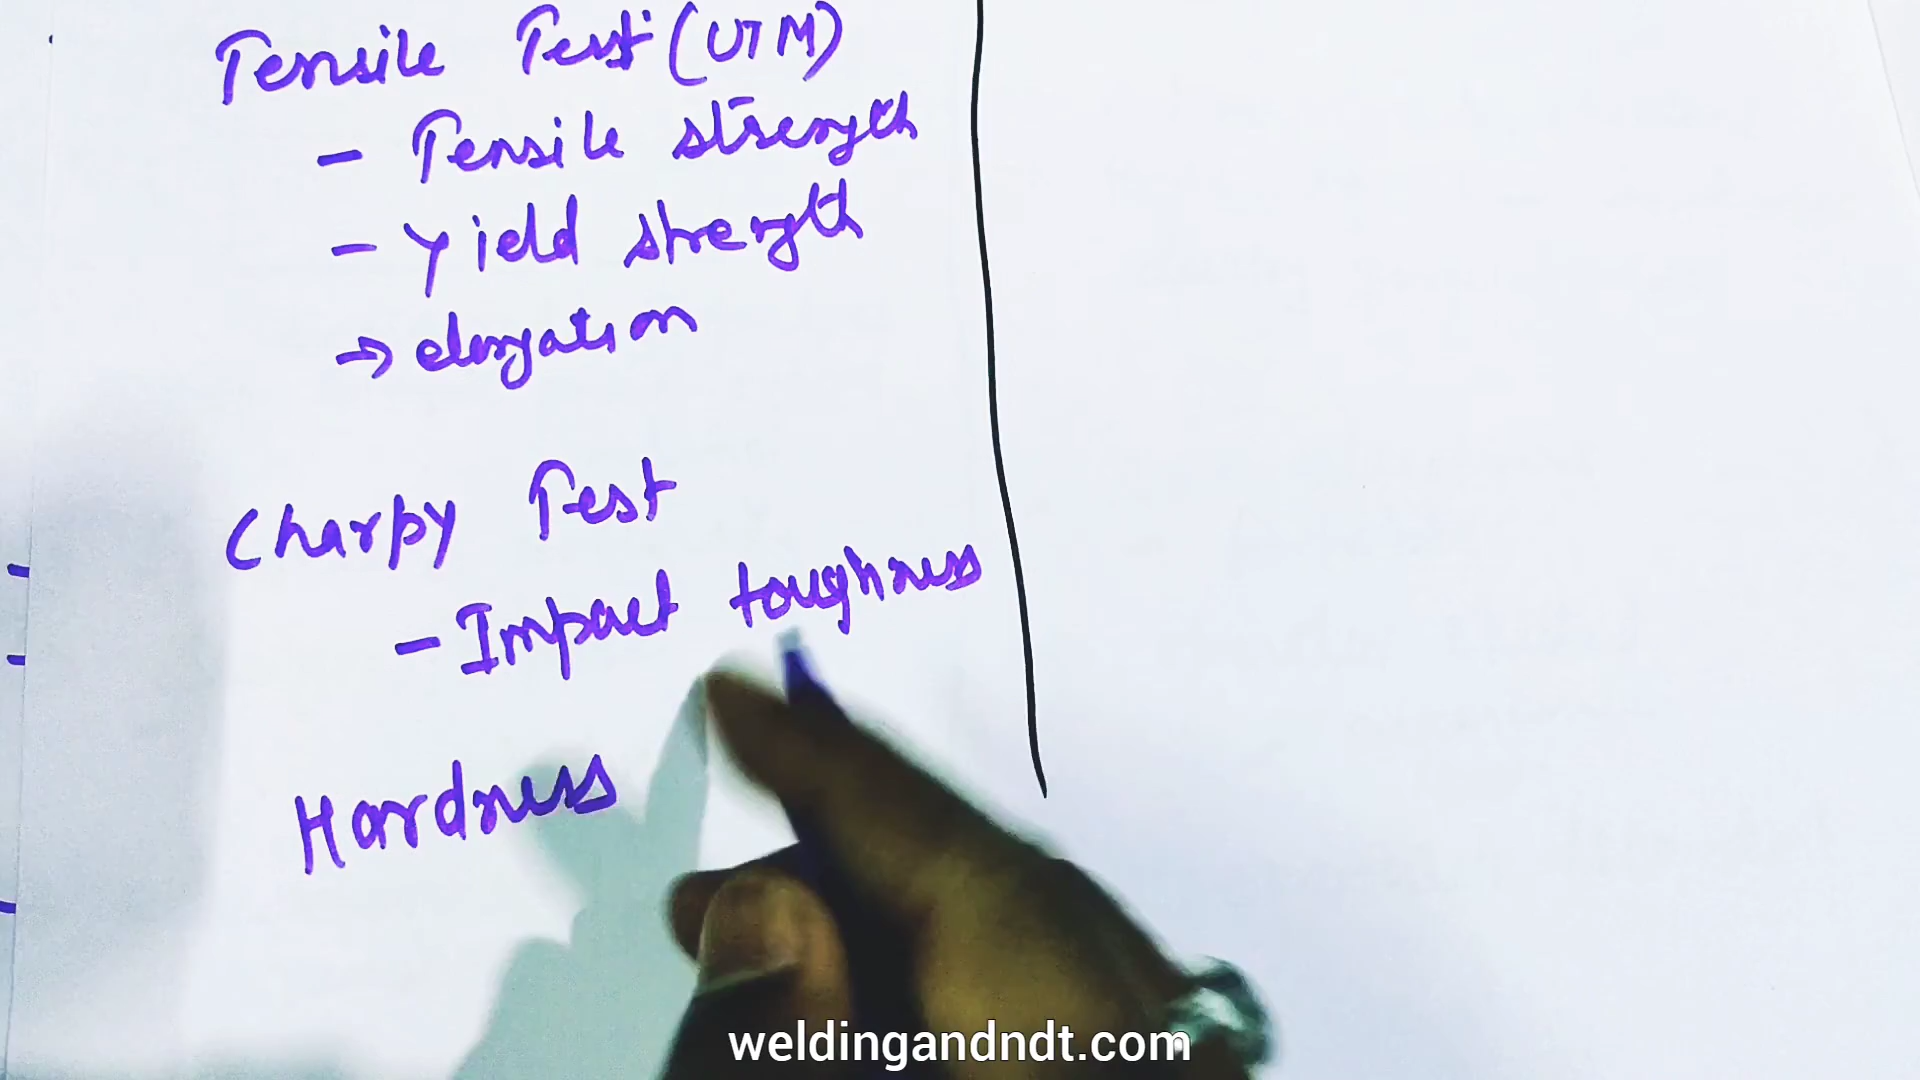 Tensile Test (UTM)
- Tensile strength
- Yield strength
→ elongation
Charpy Test
- Impact toughness
Hardness
weldingandndt.com